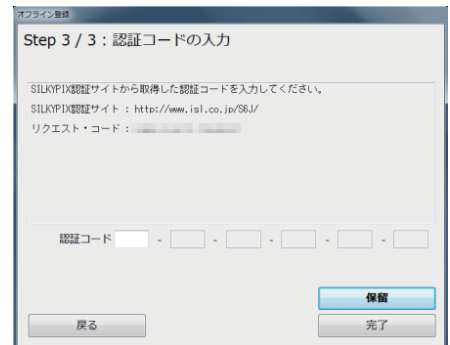 オフライン登録
Step 3 / 3：認証コードの入力
SILKYPIX認証サイトから取得した認証コードを入力してください。
SILKYPIX認証サイト : http://www.isl.co.jp/S6J/
リクエスト・コード :
認証コード - - - - -
保留
戻る 完了